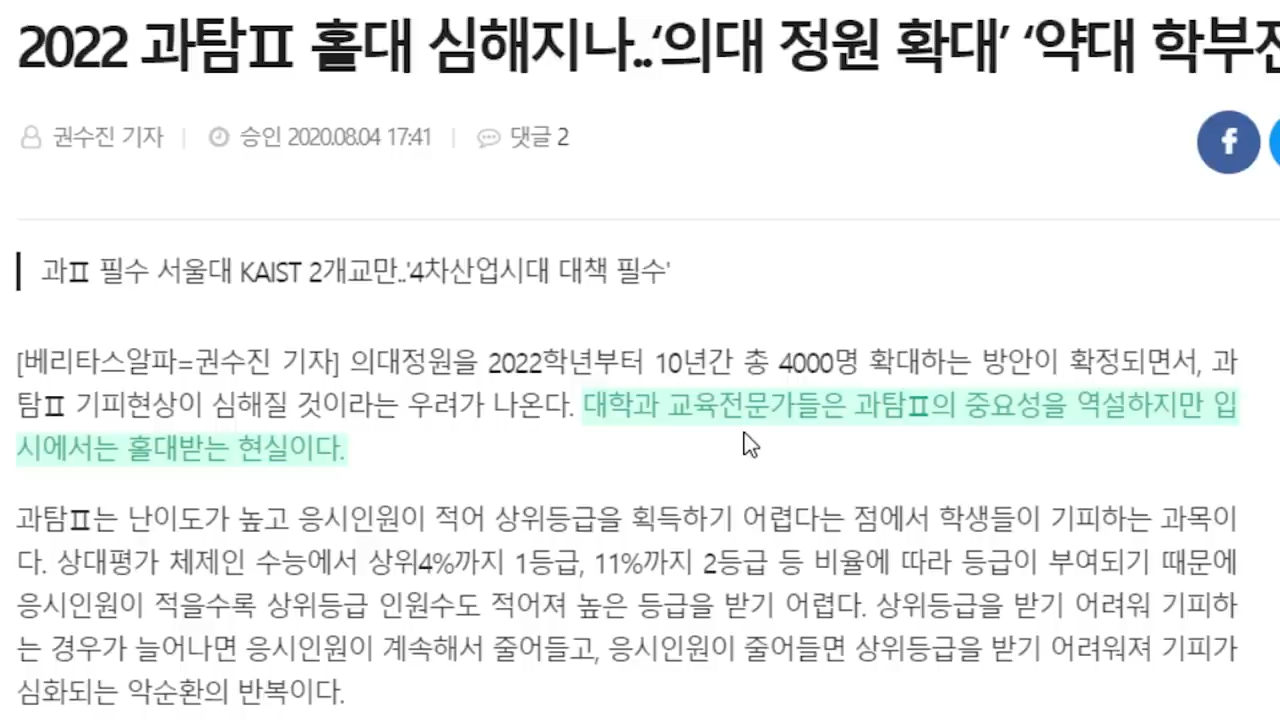 2022 과탐Ⅱ 홀대 심해지나..‘의대 정원 확대’ ‘약대 학부
권수진 기자 승인 2020.08.04 17:41 댓글 2
f
과Ⅱ 필수 서울대 KAIST 2개교만..'4차산업시대 대책 필수'
[베리타스알파=권수진 기자] 의대정원을 2022학년부터 10년간 총 4000명 확대하는 방안이 확정되면서, 과
탐Ⅱ 기피현상이 심해질 것이라는 우려가 나온다. 대학과 교육전문가들은 과탐Ⅱ의 중요성을 역설하지만 입
시에서는 홀대받는 현실이다.
과탐Ⅱ는 난이도가 높고 응시인원이 적어 상위등급을 획득하기 어렵다는 점에서 학생들이 기피하는 과목이
다. 상대평가 체제인 수능에서 상위4%까지 1등급, 11%까지 2등급 등 비율에 따라 등급이 부여되기 때문에
응시인원이 적을수록 상위등급 인원수도 적어져 높은 등급을 받기 어렵다. 상위등급을 받기 어려워 기피하
는 경우가 늘어나면 응시인원이 계속해서 줄어들고, 응시인원이 줄어들면 상위등급을 받기 어려워져 기피가
심화되는 악순환의 반복이다.